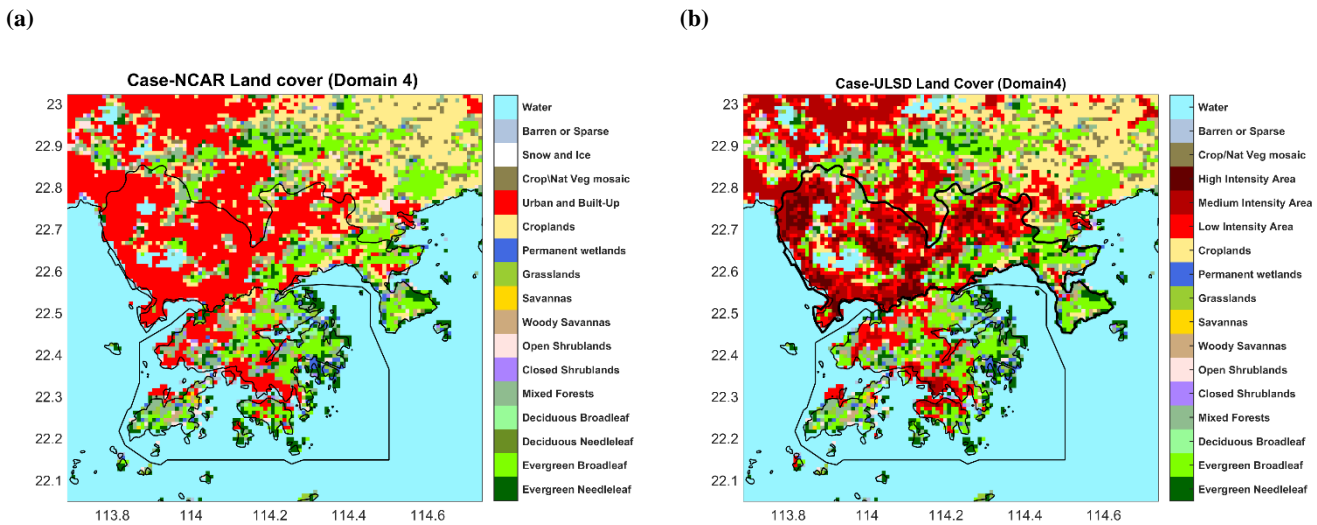 (a)
(b)
Case-NCAR Land cover (Domain 4)
23
22.9
22.8
22.7
22.6
22.5
22.4
22.3
22.2
22.1
113.8
114
114.2
114.4
114.6
Water
Barren or Sparse
Snow and Ice
Crop\Nat Veg mosaic
Urban and Built-Up
Croplands
Permanent wetlands
Grasslands
Savannas
Woody Savannas
Open Shrublands
Closed Shrublands
Mixed Forests
Deciduous Broadleaf
Deciduous Needleleaf
Evergreen Broadleaf
Evergreen Needleleaf
Case-ULSD Land Cover (Domain4)
23
22.9
22.8
22.7
22.6
22.5
22.4
22.3
22.2
22.1
113.8
114
114.2
114.4
114.6
Water
Barren or Sparse
Crop/Nat Veg mosaic
High Intensity Area
Medium Intensity Area
Low Intensity Area
Croplands
Permanent wetlands
Grasslands
Savannas
Woody Savannas
Open Shrublands
Closed Shrublands
Mixed Forests
Deciduous Broadleaf
Evergreen Broadleaf
Evergreen Needleleaf